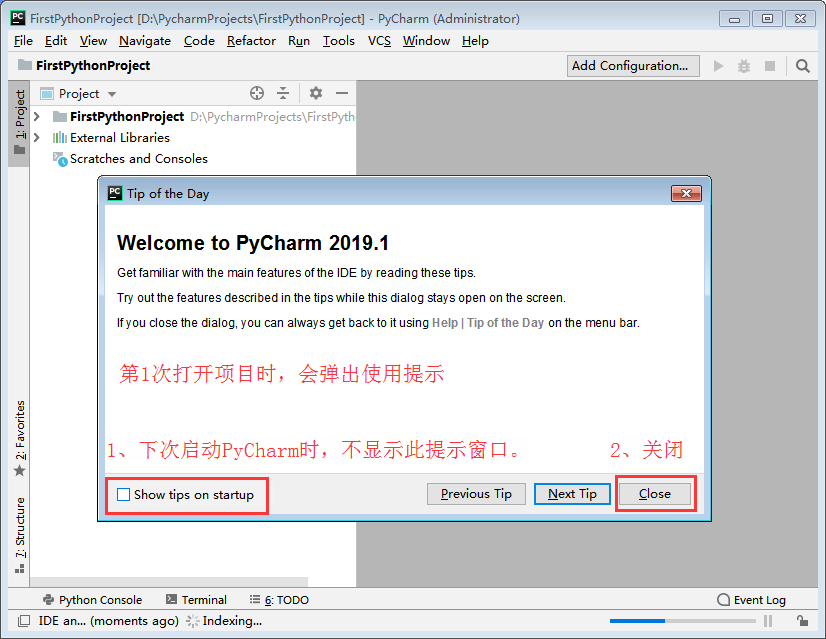 FirstPythonProject [D:\PycharmProjects\FirstPythonProject] - PyCharm (Administrator)
File Edit View Navigate Code Refactor Run Tools VCS Window Help
FirstPythonProject
Add Configuration...
1: Project
Project
FirstPythonProject D:\PycharmProjects\FirstPyth
External Libraries
Scratches and Consoles
Tip of the Day
Welcome to PyCharm 2019.1
Get familiar with the main features of the IDE by reading these tips.
Try out the features described in the tips while this dialog stays open on the screen.
If you close the dialog, you can always get back to it using Help | Tip of the Day on the menu bar.
第1次打开项目时，会弹出使用提示
1、下次启动PyCharm时，不显示此提示窗口。 2、关闭
Show tips on startup
Previous Tip Next Tip Close
2: Favorites
7: Structure
Python Console Terminal 6: TODO Event Log
IDE an... (moments ago) Indexing...